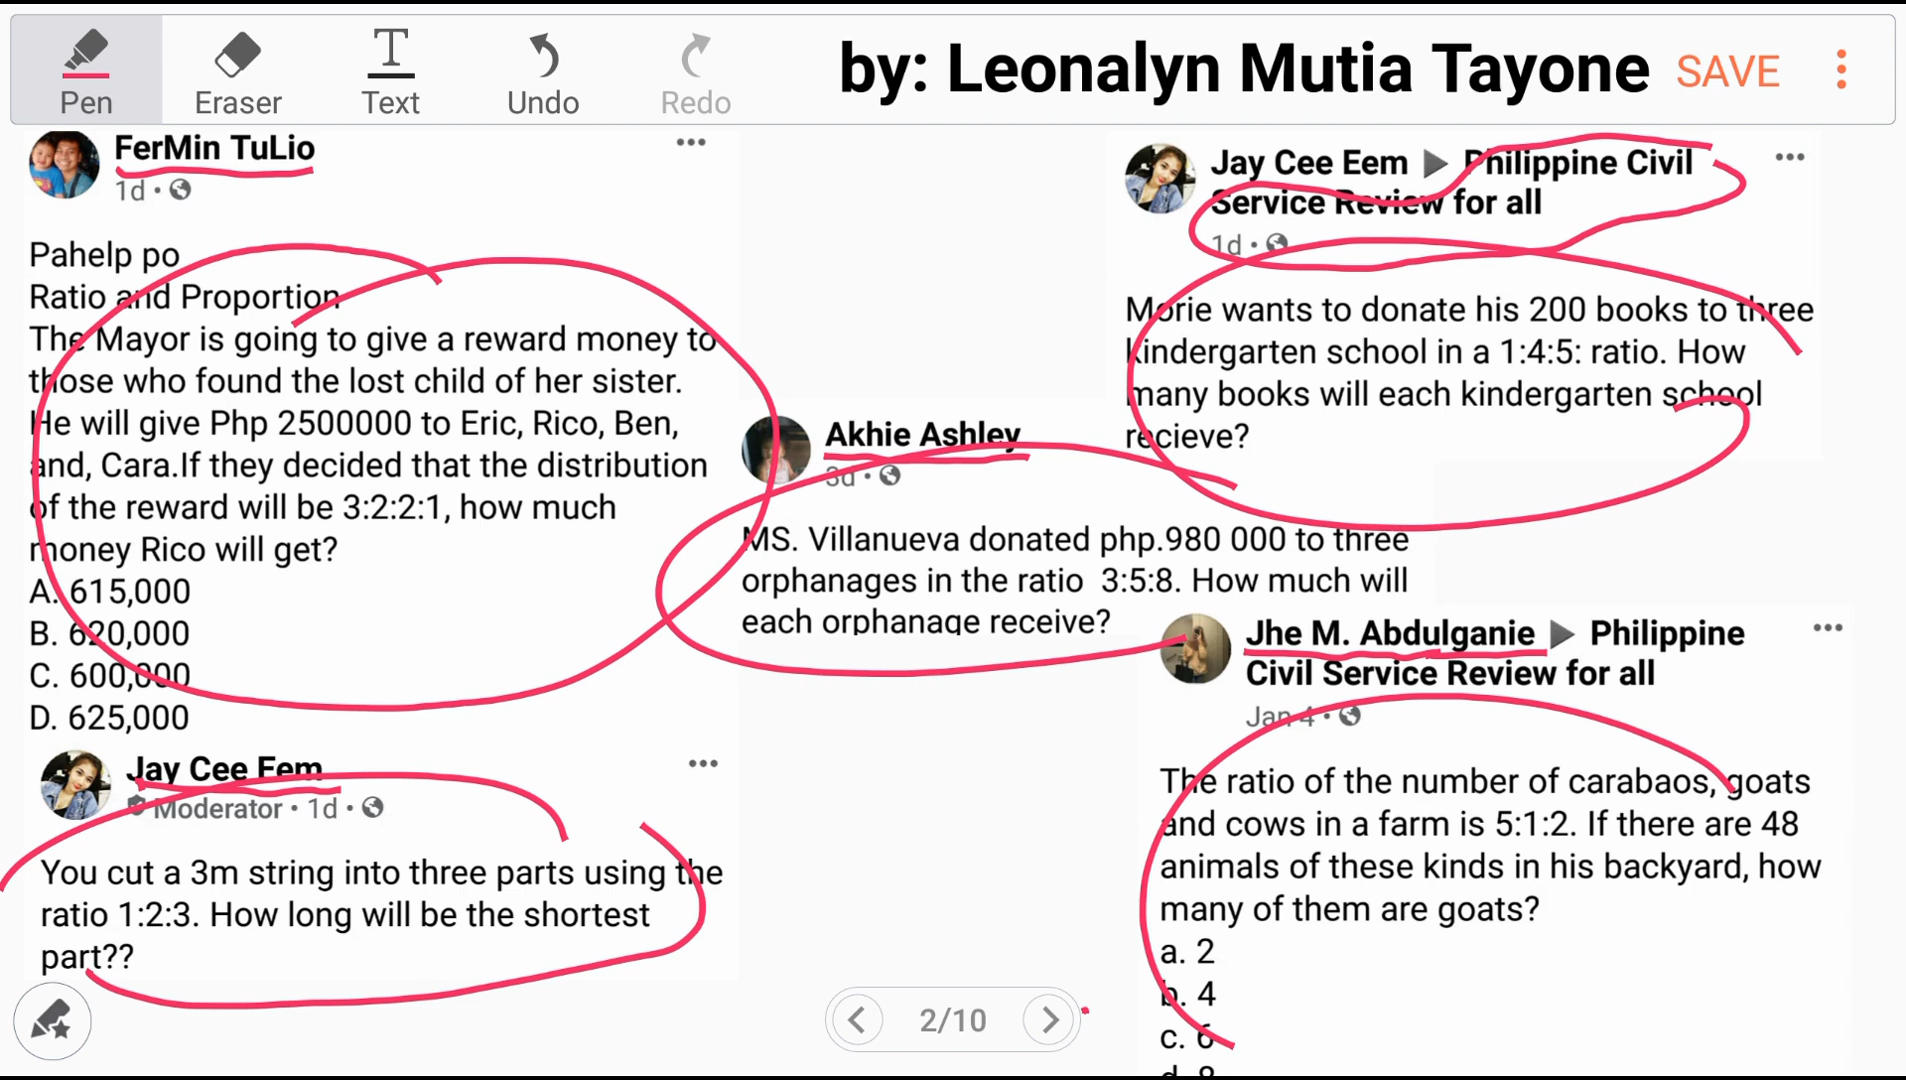 Pen
Eraser
Text
Undo
Redo
by: Leonalyn Mutia Tayone
SAVE
FerMin TuLio
1d •
Pahelp po
Ratio and Proportion
The Mayor is going to give a reward money to
those who found the lost child of her sister.
He will give Php 2500000 to Eric, Rico, Ben,
and, Cara.If they decided that the distribution
of the reward will be 3:2:2:1, how much
money Rico will get?
A. 615,000
B. 620,000
C. 600,000
D. 625,000
Jay Cee Eem
Moderator • 1d •
You cut a 3m string into three parts using the
ratio 1:2:3. How long will be the shortest
part??
Akhie Ashley
3d •
MS. Villanueva donated php.980 000 to three
orphanages in the ratio 3:5:8. How much will
each orphanage receive?
Jay Cee Eem ▶ Philippine Civil
Service Review for all
1d •
Morie wants to donate his 200 books to three
kindergarten school in a 1:4:5: ratio. How
many books will each kindergarten school
recieve?
Jhe M. Abdulganie ▶ Philippine
Civil Service Review for all
Jan 4 •
The ratio of the number of carabaos, goats
and cows in a farm is 5:1:2. If there are 48
animals of these kinds in his backyard, how
many of them are goats?
a. 2
b. 4
c. 6
d. 8
2/10